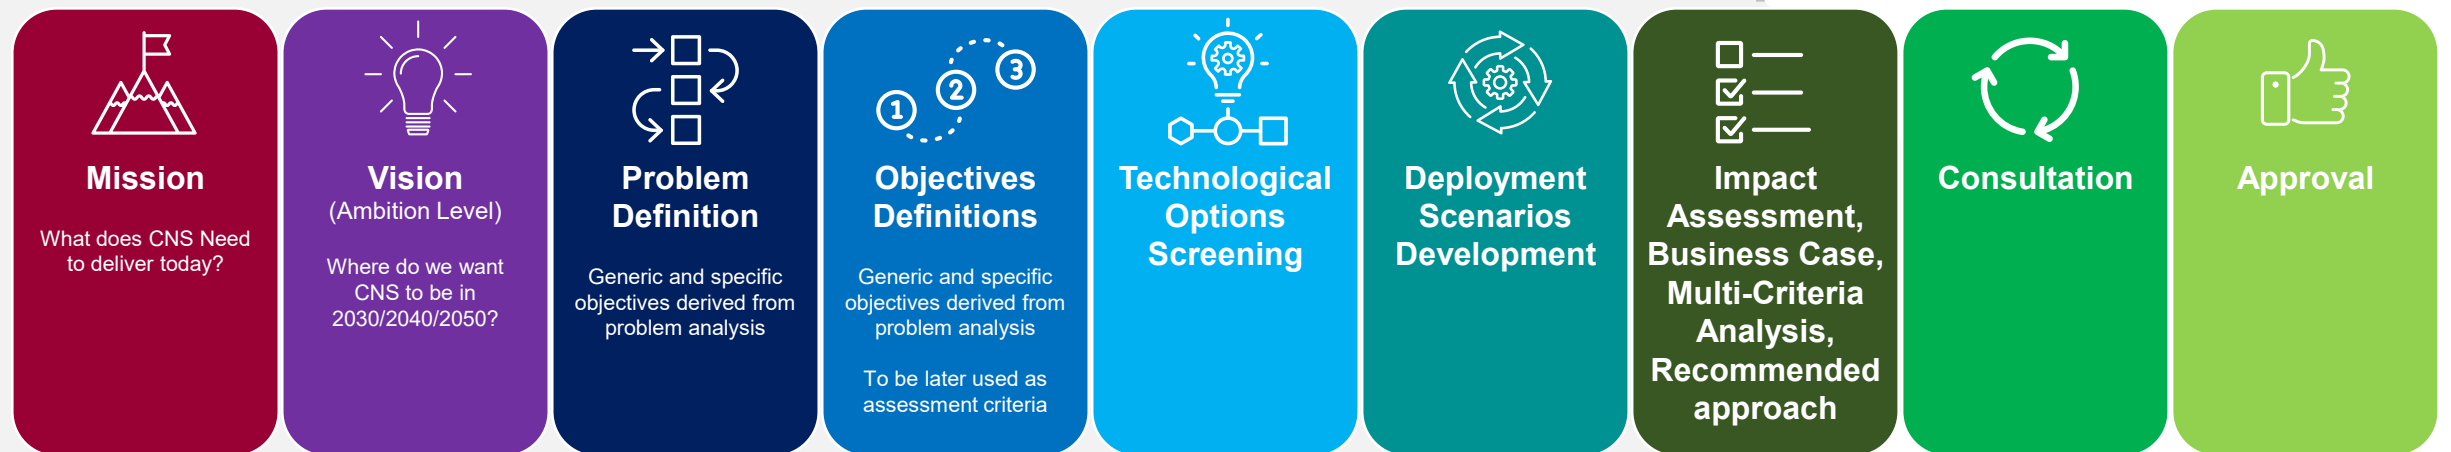 Mission
What does CNS Need
to deliver today?
Vision
(Ambition Level)
Where do we want
CNS to be in
2030/2040/2050?
Problem
Definition
Generic and specific
objectives derived from
problem analysis
1
2
3
Objectives
Definitions
Generic and specific
objectives derived from
problem analysis
To be later used as
assessment criteria
Technological
Options
Screening
Deployment
Scenarios
Development
Impact
Assessment,
Business Case,
Multi-Criteria
Analysis,
Recommended
approach
Consultation
Approval